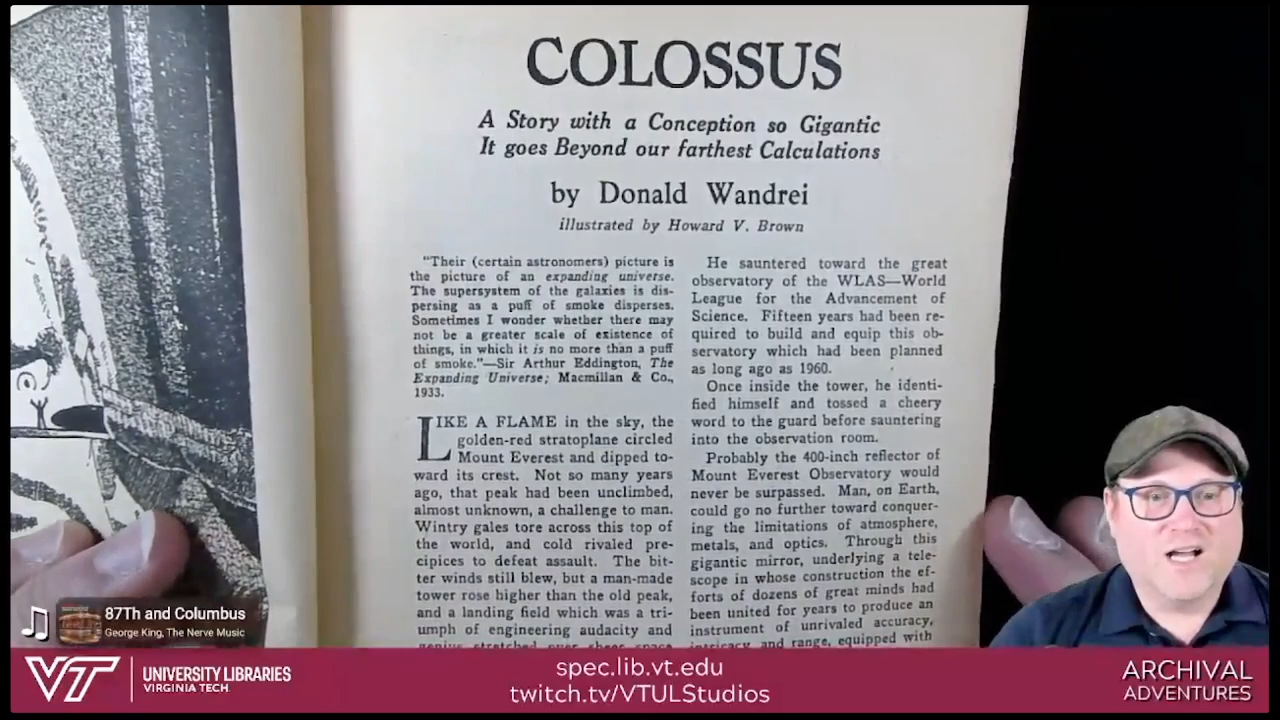 COLOSSUS
A Story with a Conception so Gigantic
It goes Beyond our farthest Calculations
by Donald Wandrei
illustrated by Howard V. Brown
"Their (certain astronomers) picture is
the picture of an expanding universe.
The supersystem of the galaxies is dis-
persing as a puff of smoke disperses.
Sometimes I wonder whether there may
not be a greater scale of existence of
things, in which it is no more than a puff
of smoke."—Sir Arthur Eddington, The
Expanding Universe; Macmillan & Co.,
1933.
LIKE A FLAME in the sky, the
golden-red stratoplane circled
Mount Everest and dipped to-
ward its crest. Not so many years
ago, that peak had been unclimbed,
almost unknown, a challenge to man.
Wintry gales tore across this top of
the world, and cold rivaled pre-
cipices to defeat assault. The bit-
ter winds still blew, but a man-made
tower rose higher than the old peak,
and a landing field which was a tri-
umph of engineering audacity and
genius stretched over sheer space
He sauntered toward the great
observatory of the WLAS—World
League for the Advancement of
Science. Fifteen years had been re-
quired to build and equip this ob-
servatory which had been planned
as long ago as 1960.
Once inside the tower, he identi-
fied himself and tossed a cheery
word to the guard before sauntering
into the observation room.
Probably the 400-inch reflector of
Mount Everest Observatory would
never be surpassed. Man, on Earth,
could go no further toward conquer-
ing the limitations of atmosphere,
metals, and optics. Through this
gigantic mirror, underlying a tele-
scope in whose construction the ef-
forts of dozens of great minds had
been united for years to produce an
instrument of unrivaled accuracy,
intricacy and range, equipped with
87Th and Columbus
George King, The Nerve Music
VT UNIVERSITY LIBRARIES
VIRGINIA TECH
spec.lib.vt.edu
twitch.tv/VTULStudios
ARCHIVAL
ADVENTURES